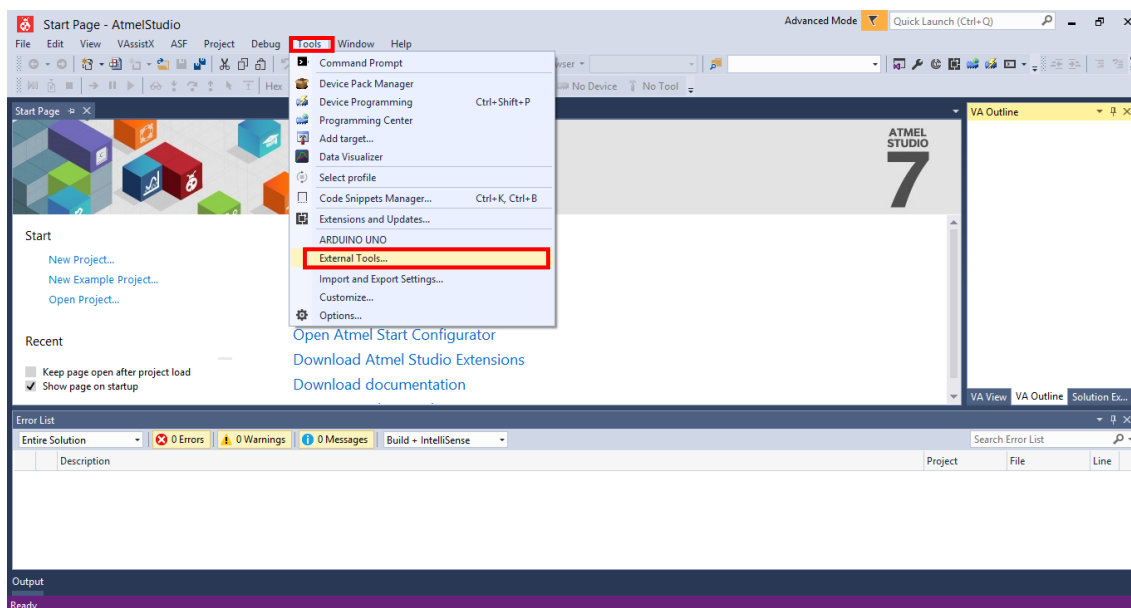 Start Page - AtmelStudio
Advanced Mode
Quick Launch (Ctrl+Q)
File Edit View VAssistX ASF Project Debug Tools Window Help
Hex
No Device No Tool
Command Prompt
Device Pack Manager
Device Programming Ctrl+Shift+P
Programming Center
Add target...
Data Visualizer
Select profile
Code Snippets Manager... Ctrl+K, Ctrl+B
Extensions and Updates...
ARDUINO UNO
External Tools...
Import and Export Settings...
Customize...
Options...
Start Page
VA Outline
ATMEL
STUDIO
7
Start
New Project...
New Example Project...
Open Project...
Recent
Keep page open after project load
Show page on startup
Open Atmel Start Configurator
Download Atmel Studio Extensions
Download documentation
VA View VA Outline Solution Ex...
Error List
Entire Solution 0 Errors 0 Warnings 0 Messages Build + IntelliSense Search Error List
Description Project File Line
Output
Ready